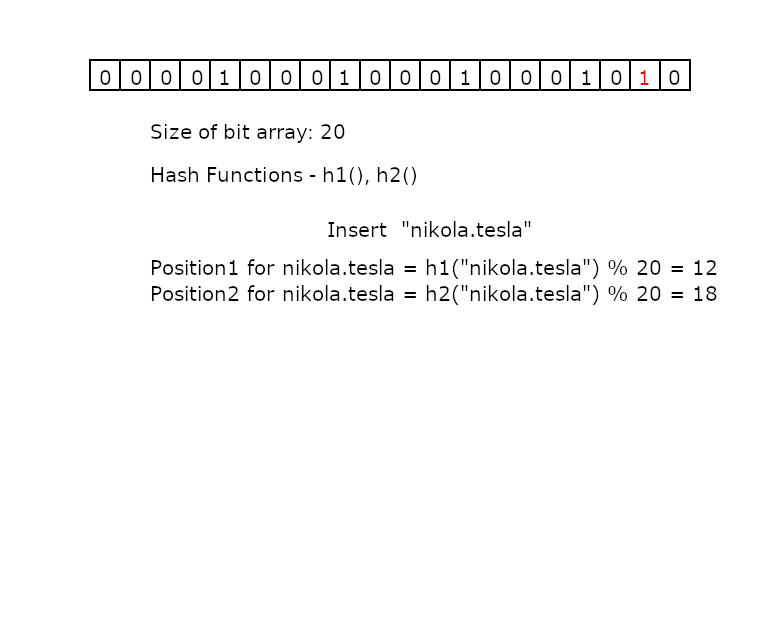 0 0 0 0 1 0 0 0 1 0 0 0 1 0 0 0 1 0 1 0
Size of bit array: 20
Hash Functions - h1(), h2()
Insert "nikola.tesla"
Position1 for nikola.tesla = h1("nikola.tesla") % 20 = 12
Position2 for nikola.tesla = h2("nikola.tesla") % 20 = 18